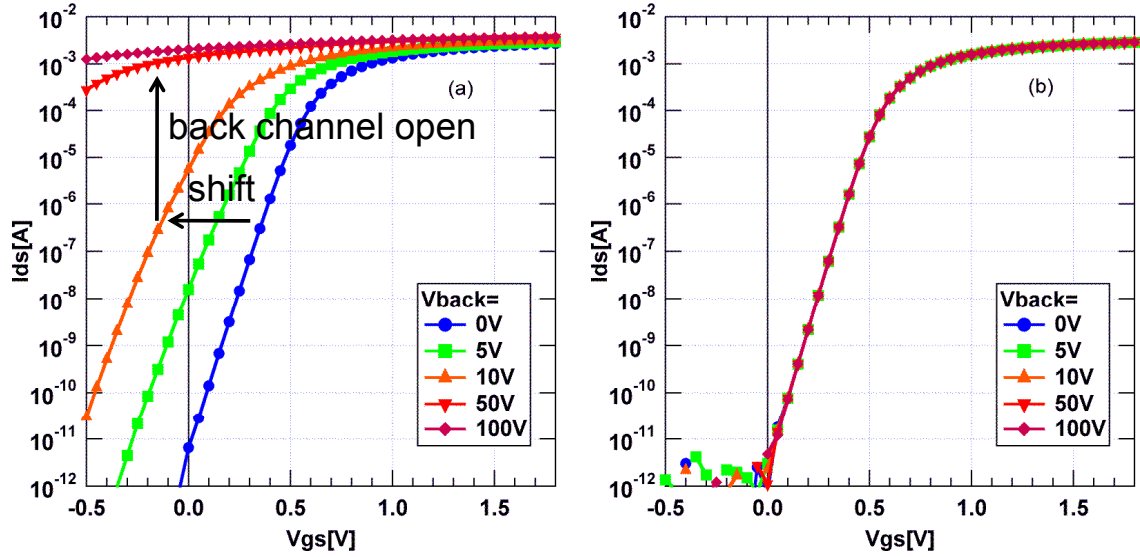 10^-2
10^-3
10^-4
10^-5
10^-6
10^-7
10^-8
10^-9
10^-10
10^-11
10^-12
Ids[A]
-0.5
0.0
0.5
1.0
1.5
Vgs[V]
(a)
back channel open
shift
Vback=
0V
5V
10V
50V
100V
10^-2
10^-3
10^-4
10^-5
10^-6
10^-7
10^-8
10^-9
10^-10
10^-11
10^-12
Ids[A]
-0.5
0.0
0.5
1.0
1.5
Vgs[V]
(b)
Vback=
0V
5V
10V
50V
100V